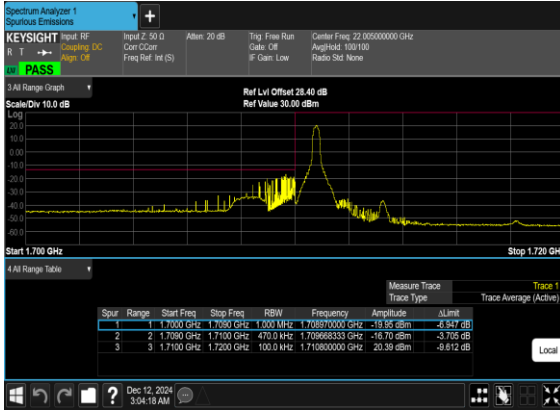 Spectrum Analyzer 1
Spurious Emissions
+
KEYSIGHT Input: RF Input Z: 50 Ω Atten: 20 dB Trig: Free Run Center Freq: 22.005000000 GHz
R T Coupling: DC Corr CCorr Gate: Off Avg|Hold: 100/100
Align: Off Freq Ref: Int (S) IF Gain: Low Radio Std: None
PASS
3 All Range Graph
Ref Lvl Offset 28.40 dB
Scale/Div 10.0 dB Ref Value 30.00 dBm
Log
20.0
10.0
0.00
-10.0
-20.0
-30.0
-40.0
-50.0
-60.0
Start 1.700 GHz Stop 1.720 GH
4 All Range Table
Measure Trace Trace 1
Trace Type Trace Average (Active)
Spur Range Start Freq Stop Freq RBW Frequency Amplitude ΔLimit
1 1 1.7000 GHz 1.7090 GHz 1.000 MHz 1.708970000 GHz -19.95 dBm -6.947 dB
2 2 1.7090 GHz 1.7100 GHz 470.0 kHz 1.709668333 GHz -16.70 dBm -3.705 dB
3 3 1.7100 GHz 1.7200 GHz 100.0 kHz 1.710800000 GHz 20.39 dBm -9.612 dB
Local
? Dec 12, 2024
3:04:18 AM